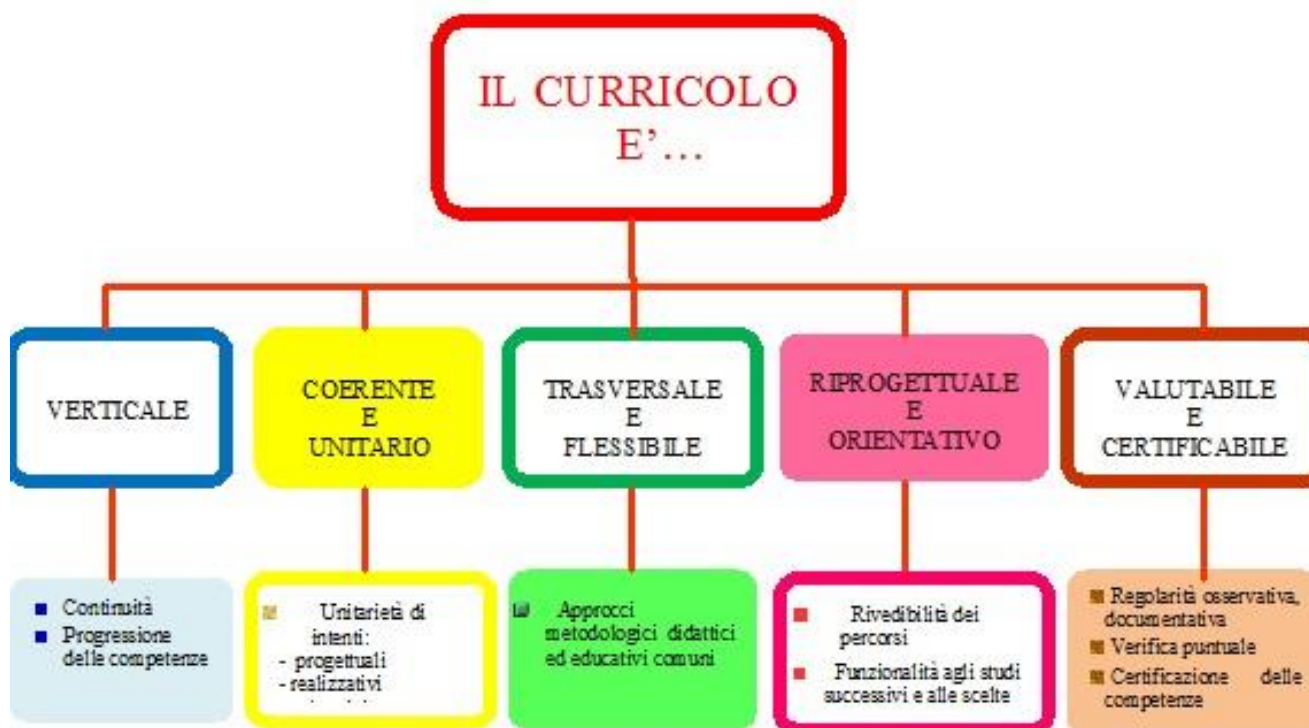 IL CURRICOLO
E’…
VERTICALE
COERENTE
E
UNITARIO
TRASVERSALE
E
FLESSIBILE
RIPROGETTUALE
E
ORIENTATIVO
VALUTABILE
E
CERTIFICABILE
Continuità
Progressione
delle competenze
Unitarietà di
intenti:
- progettuali
- realizzativi
Approcci
metodologici didattici
ed educativi comuni
Rivedibilità dei
percorsi
Funzionalità agli studi
successivi e alle scelte
Regolarità osservativa,
documentativa
Verifica puntuale
Certificazione delle
competenze